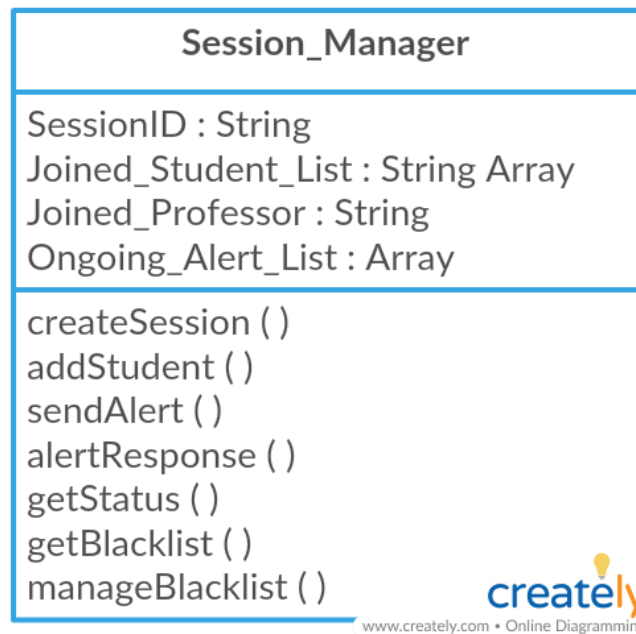 Session_Manager
SessionID : String
Joined_Student_List : String Array
Joined_Professor : String
Ongoing_Alert_List : Array
createSession ( )
addStudent ( )
sendAlert ( )
alertResponse ( )
getStatus ( )
getBlacklist ( )
manageBlacklist ( )
creately
www.creately.com • Online Diagrammin